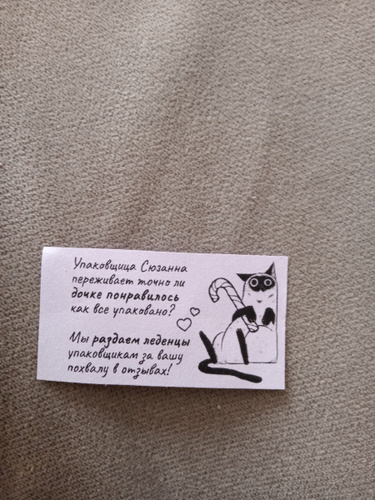 Упаковщица Сюзанна
переживает точно ли
дочке понравилось
как все упаковано?
Мы раздаем леденцы
упаковщикам за вашу
похвалу в отзывах!